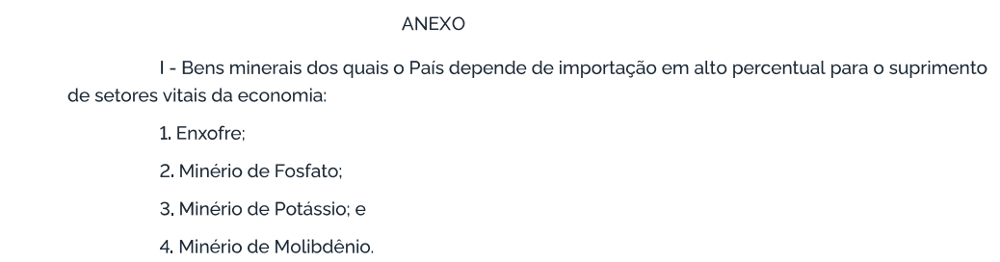 ANEXO
I - Bens minerais dos quais o País depende de importação em alto percentual para o suprimento
de setores vitais da economia:
1. Enxofre;
2. Minério de Fosfato;
3. Minério de Potássio; e
4. Minério de Molibdênio.